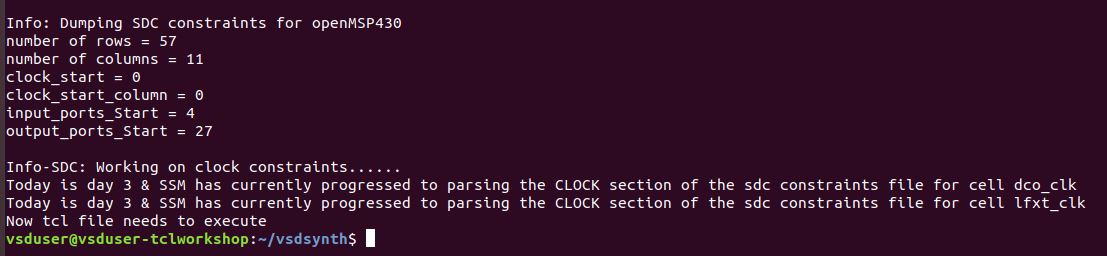 Info: Dumping SDC constraints for openMSP430
number of rows = 57
number of columns = 11
clock_start = 0
clock_start_column = 0
input_ports_Start = 4
output_ports_Start = 27
Info-SDC: Working on clock constraints......
Today is day 3 & SSM has currently progressed to parsing the CLOCK section of the sdc constraints file for cell dco_clk
Today is day 3 & SSM has currently progressed to parsing the CLOCK section of the sdc constraints file for cell lfxt_clk
Now tcl file needs to execute
vsduser@vsduser-tclworkshop:~/vsdsynth$